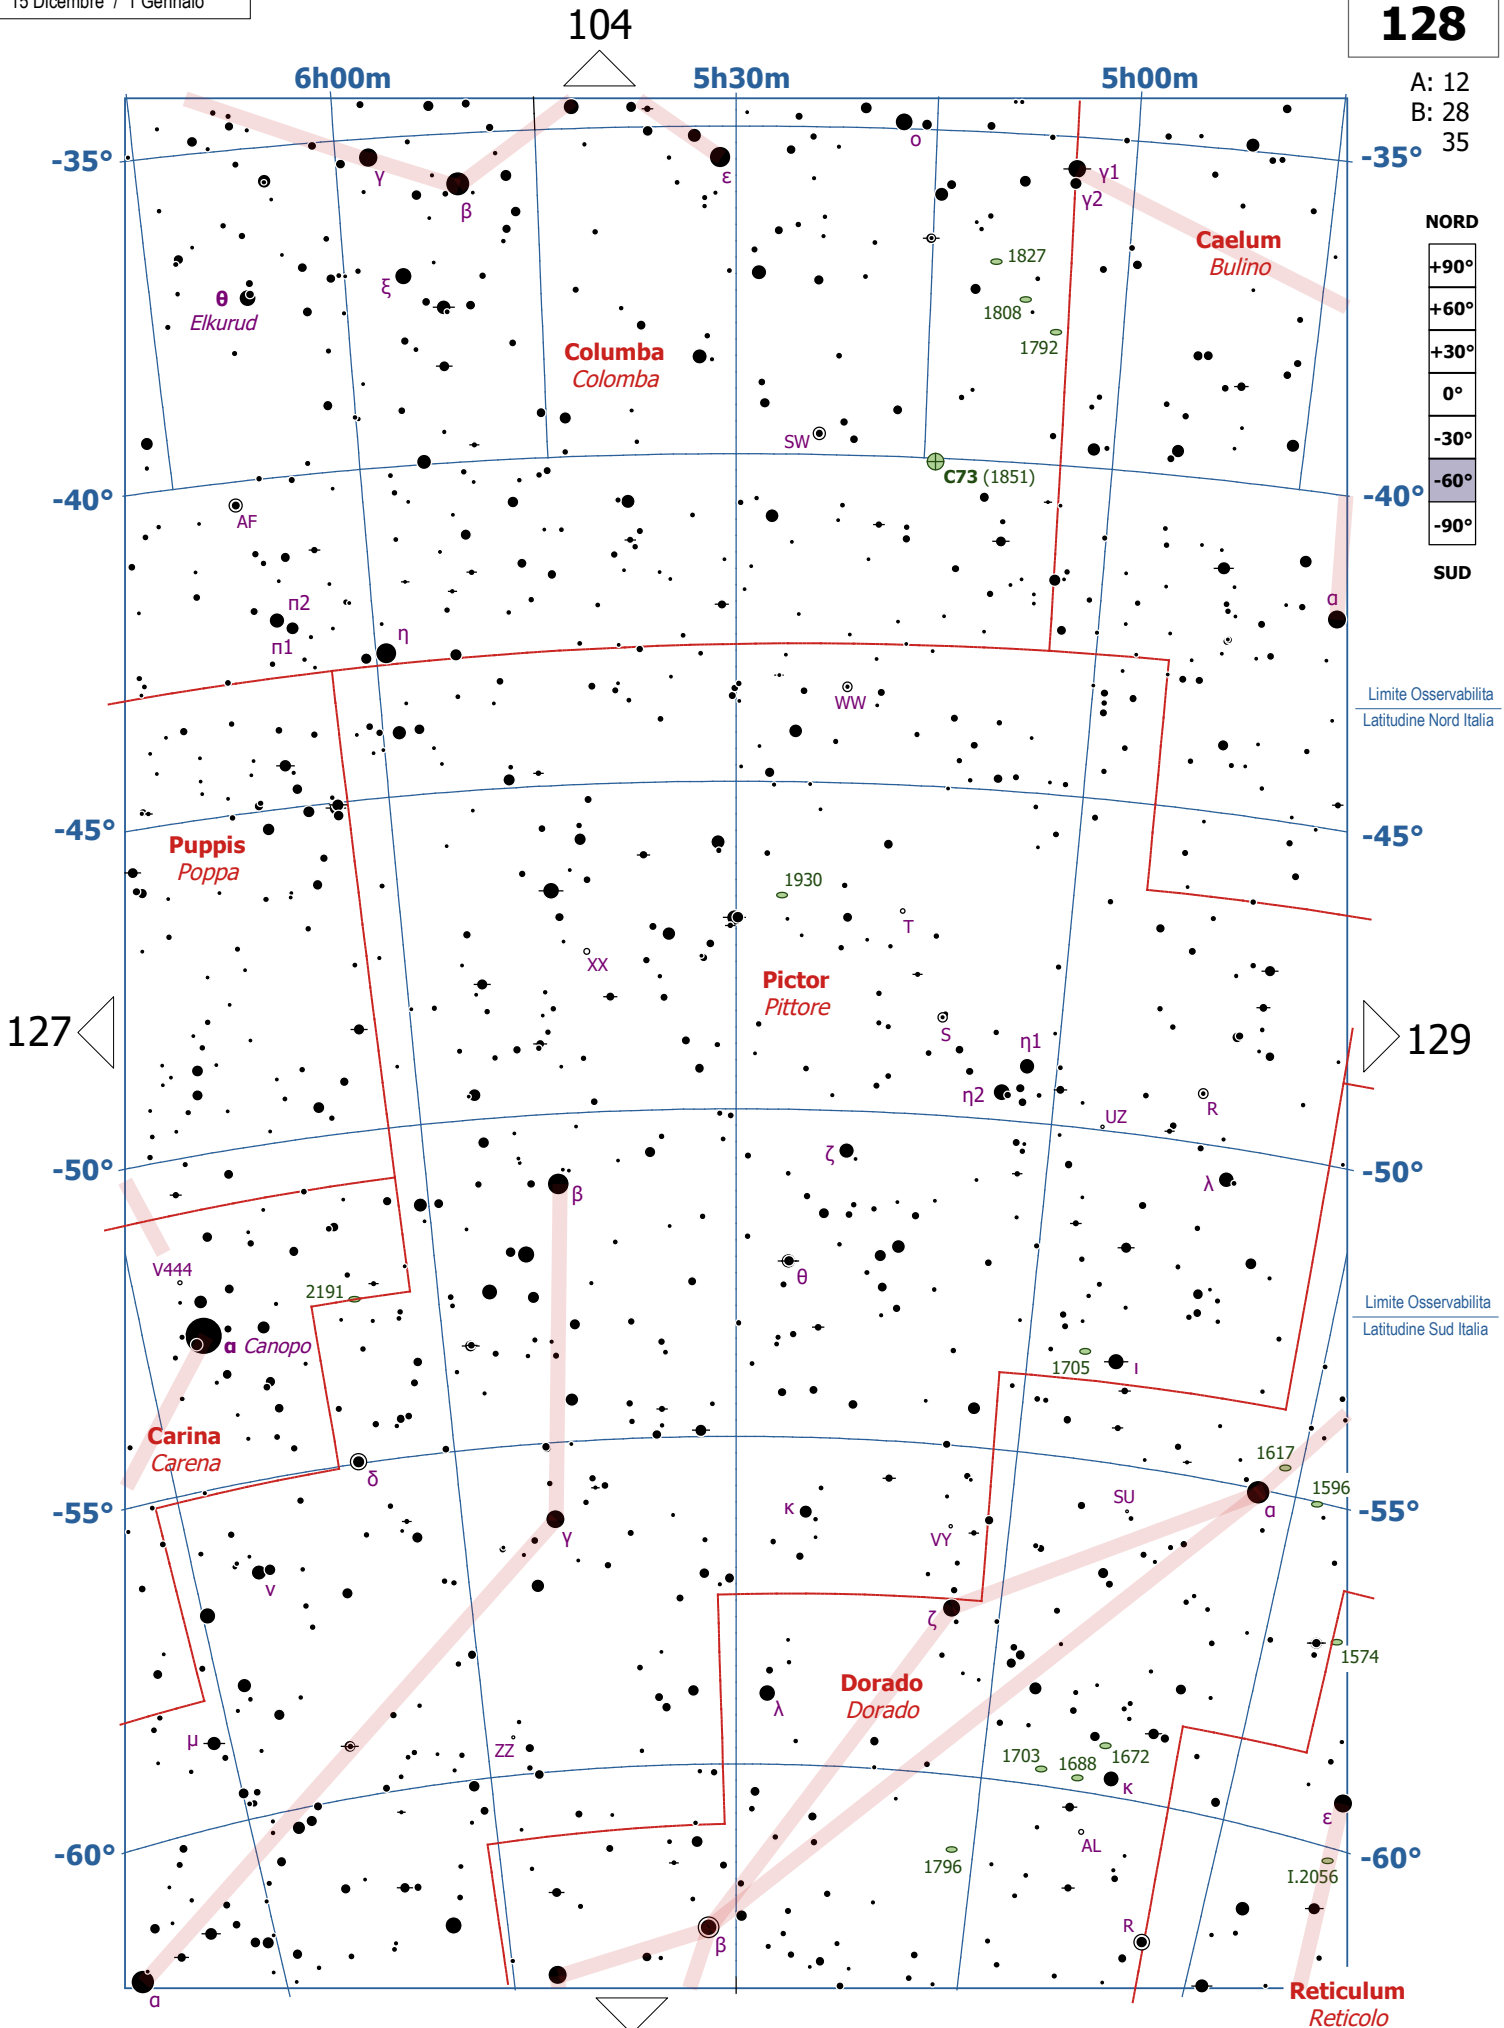 15 Dicembre / 1 Gennaio
104
128
6h00m
5h30m
5h00m
A: 12
B: 28
35
-35°
-35°
ο
γ
ε
γ1
γ2
β
NORD
Caelum
Bulino
1827
+90°
ξ
θ
Elkurud
1808
+60°
1792
Columba
Colomba
+30°
0°
SW
-30°
C73 (1851)
-60°
-40°
-40°
AF
-90°
SUD
π2
α
π1
η
WW
Limite Osservabilita
Latitudine Nord Italia
-45°
-45°
Puppis
Poppa
1930
T
XX
Pictor
Pittore
127
S
η1
129
η2
R
UZ
ζ
-50°
-50°
β
λ
V444
θ
2191
Limite Osservabilita
Latitudine Sud Italia
α Canopo
1705
ι
Carina
Carena
1617
δ
1596
κ
SU
α
-55°
-55°
γ
VY
ν
ζ
1574
Dorado
Dorado
λ
μ
ZZ
1703
1688
1672
κ
ε
AL
-60°
-60°
1796
I.2056
R
β
α
Reticulum
Reticolo